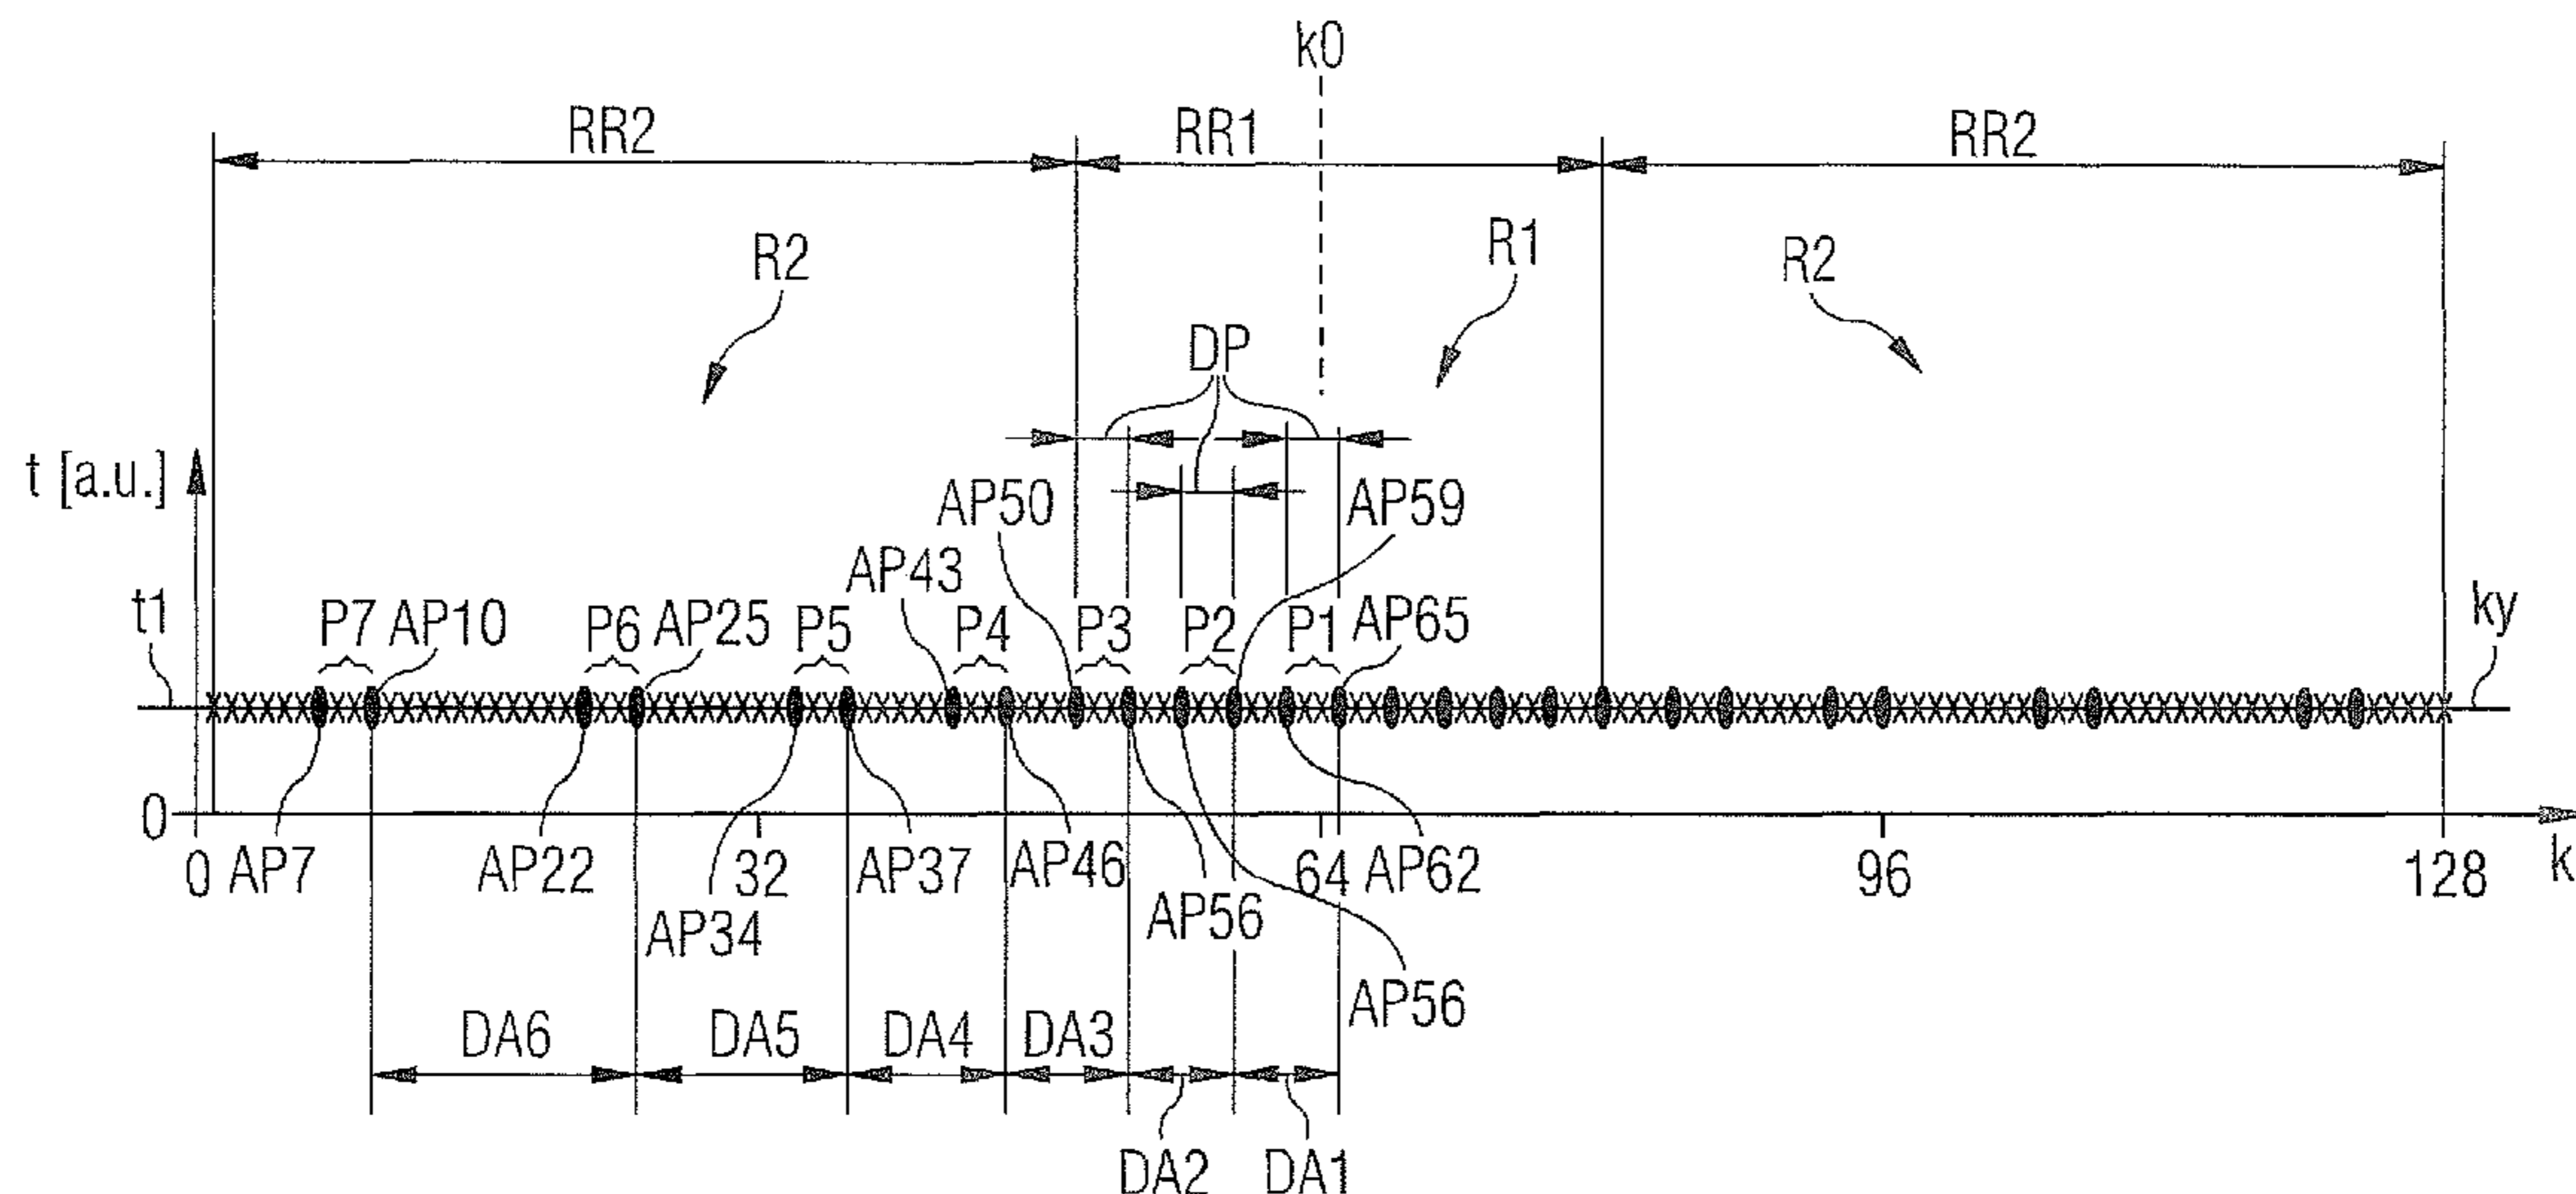 k0
RR2 RR1 RR2
R2 R1 R2
DP
t [a.u.]
AP50 AP59
AP43
t1 P7 AP10 P6 AP25 P5 P4 P3 P2 P1 AP65 ky
0
0 AP7 AP22 32 AP37 AP46 64 AP62 96 128 k
AP34 AP56
AP56
DA6 DA5 DA4 DA3
DA2 DA1